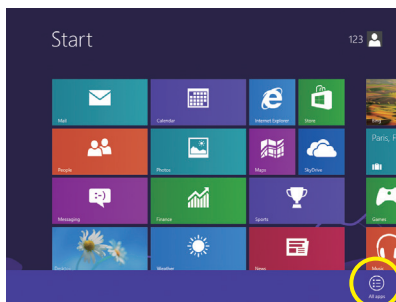 Start
123
Mail
Calendar
Internet Explorer
Store
Paris, F
People
Photos
Maps
SkyDrive
Messaging
Finance
Sports
Games
Weather
News
Music
All apps